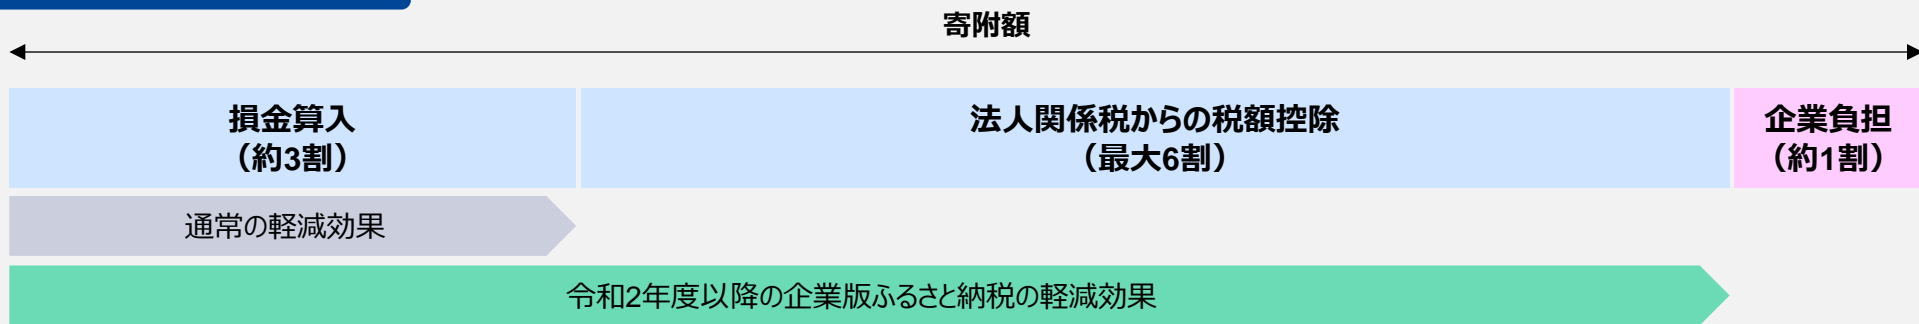 寄附額
損金算入
（約3割）
法人関係税からの税額控除
（最大6割）
企業負担
（約1割）
通常の軽減効果
令和2年度以降の企業版ふるさと納税の軽減効果